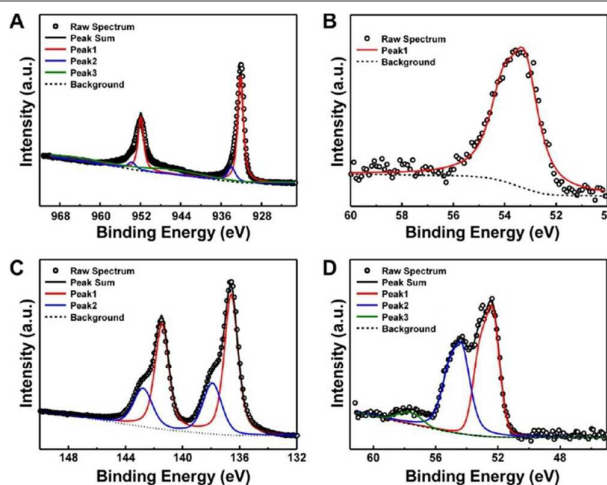 A
Raw Spectrum
Peak Sum
Peak1
Peak2
Peak3
Background
Intensity (a.u.)
968 960 952 944 936 928
Binding Energy (eV)
B
Raw Spectrum
Peak1
Background
Intensity (a.u.)
60 58 56 54 52
Binding Energy (eV)
C
Raw Spectrum
Peak Sum
Peak1
Peak2
Background
Intensity (a.u.)
148 144 140 136 132
Binding Energy (eV)
D
Raw Spectrum
Peak Sum
Peak1
Peak2
Peak3
Background
Intensity (a.u.)
60 56 52 48
Binding Energy (eV)